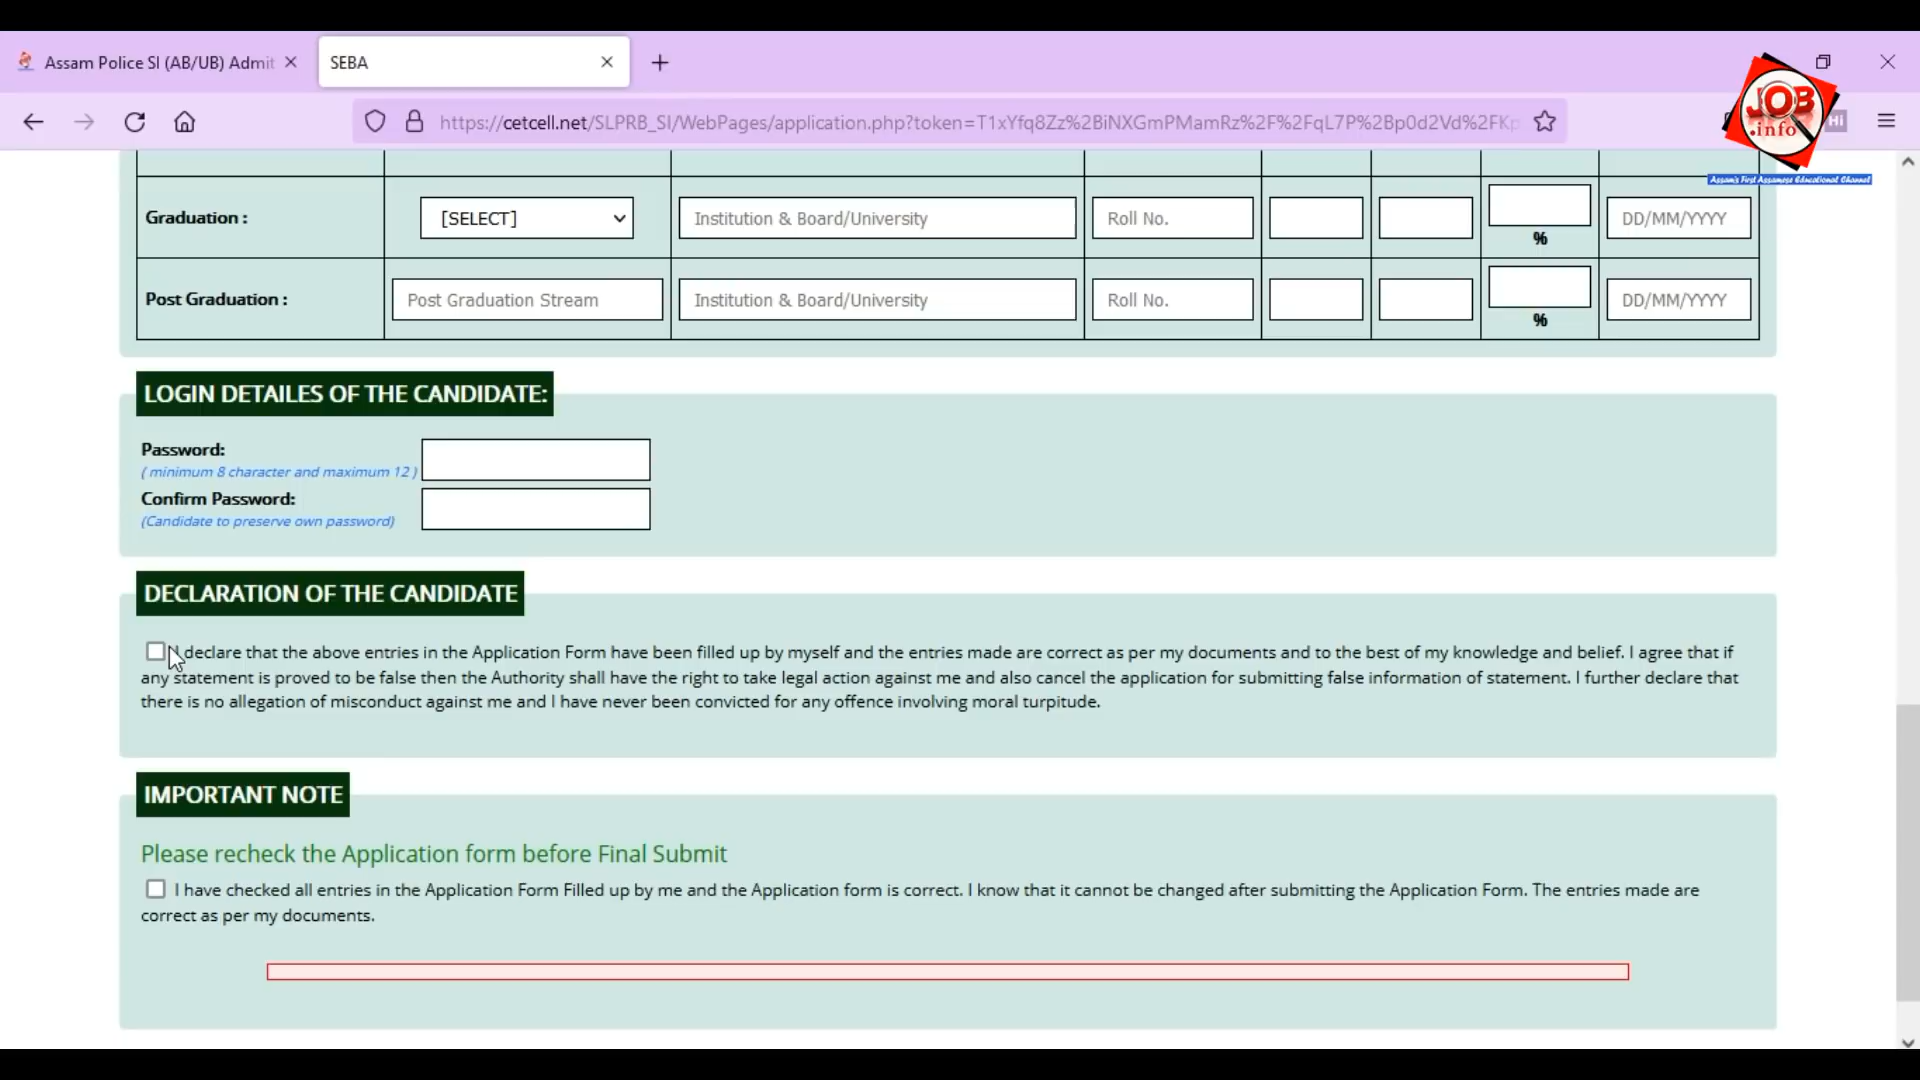 Assam Police SI (AB/UB) Admit
SEBA
JOB
.info
Assam's First Assamese Educational Channel
Hi
https://cetcell.net/SLPRB_SI/WebPages/application.php?token=T1xYfq8Zz%2BiNXGmPMamRz%2F%2FqL7P%2Bp0d2Vd%2FKp
Graduation :
[SELECT]
Institution & Board/University
Roll No.
%
DD/MM/YYYY
Post Graduation :
Post Graduation Stream
Institution & Board/University
Roll No.
%
DD/MM/YYYY
LOGIN DETAILES OF THE CANDIDATE:
Password:
( minimum 8 character and maximum 12 )
Confirm Password:
(Candidate to preserve own password)
DECLARATION OF THE CANDIDATE
I declare that the above entries in the Application Form have been filled up by myself and the entries made are correct as per my documents and to the best of my knowledge and belief. I agree that if
any statement is proved to be false then the Authority shall have the right to take legal action against me and also cancel the application for submitting false information of statement. I further declare that
there is no allegation of misconduct against me and I have never been convicted for any offence involving moral turpitude.
IMPORTANT NOTE
Please recheck the Application form before Final Submit
I have checked all entries in the Application Form Filled up by me and the Application form is correct. I know that it cannot be changed after submitting the Application Form. The entries made are
correct as per my documents.